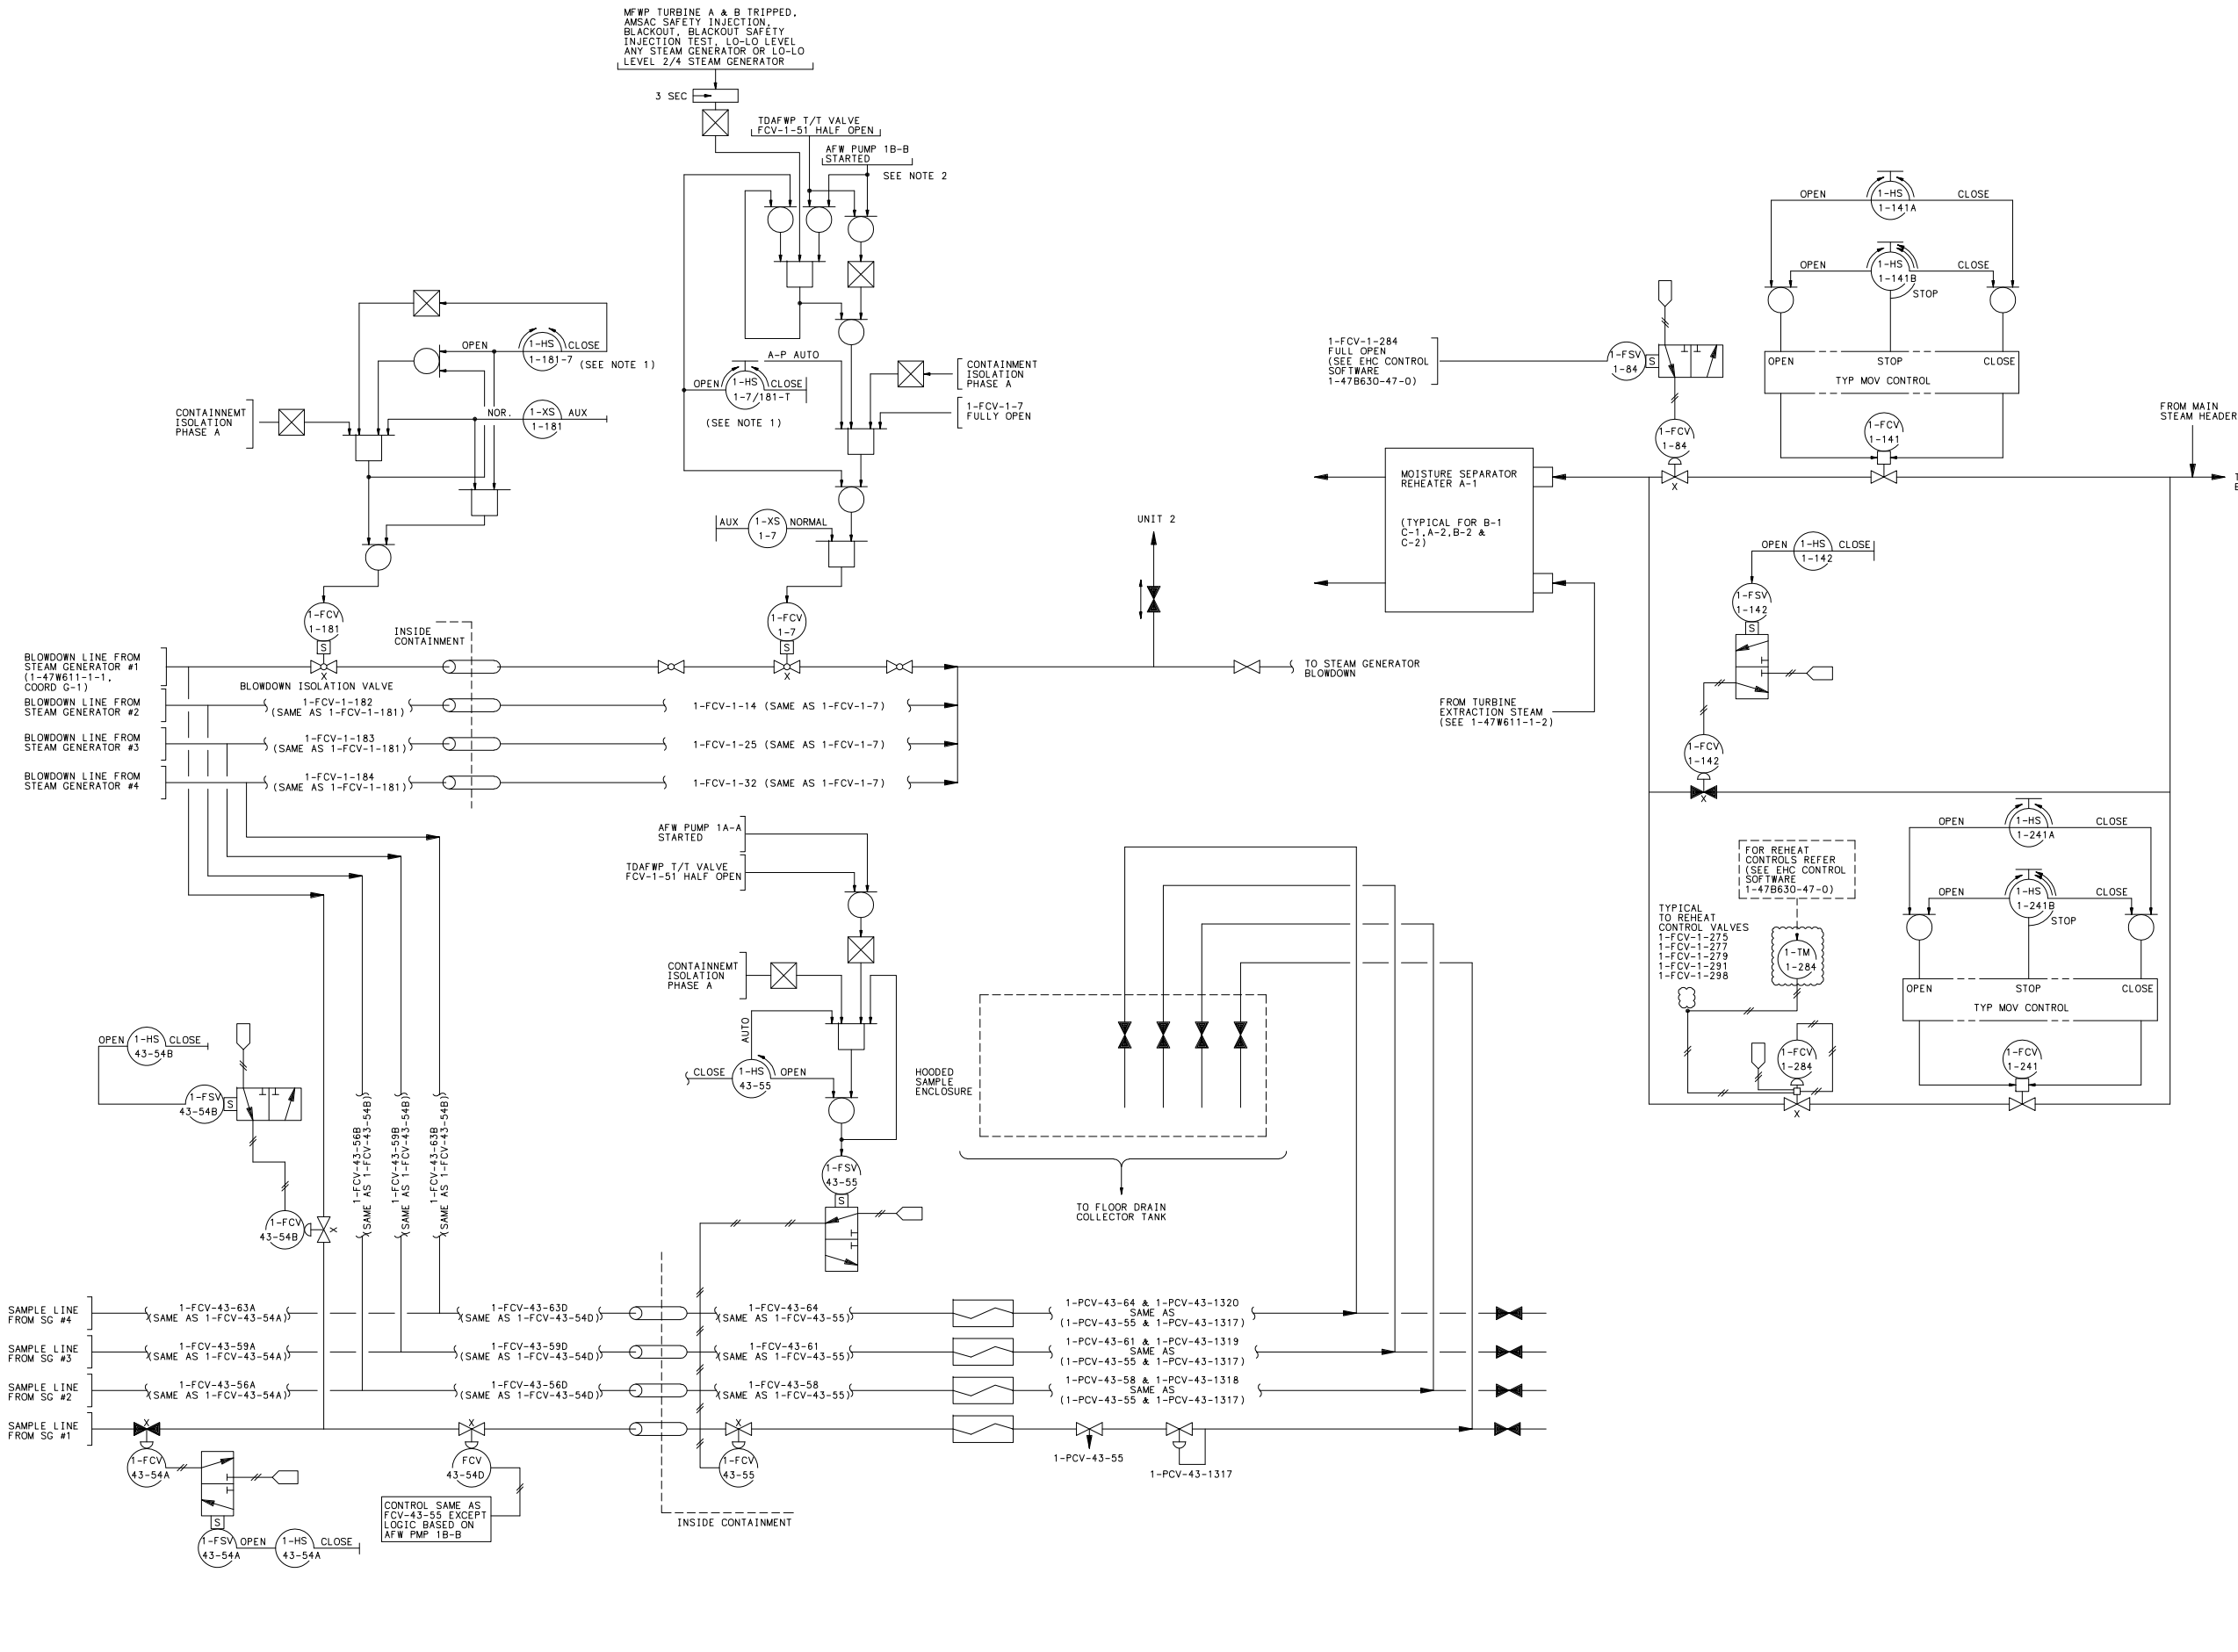 MFWP TURBINE A & B TRIPPED,
AMSAC SAFETY INJECTION,
BLACKOUT, BLACKOUT SAFETY
INJECTION TEST, LO-LO LEVEL
ANY STEAM GENERATOR OR LO-LO
LEVEL 2/4 STEAM GENERATOR
3 SEC
TDAFWP T/T VALVE
FCV-1-51 HALF OPEN
AFW PUMP 1B-B
STARTED
SEE NOTE 2
A-P AUTO
OPEN
1-HS
1-7/181-T
CLOSE
(SEE NOTE 1)
CONTAINMENT
ISOLATION
PHASE A
1-FCV-1-7
FULLY OPEN
AUX
1-XS
1-7
NORMAL
1-FCV
1-7
S
X
OPEN
1-HS
1-181-7
CLOSE
(SEE NOTE 1)
NOR.
1-XS
1-181
AUX
CONTAINNEMT
ISOLATION
PHASE A
1-FCV
1-181
S
X
INSIDE
CONTAINMENT
BLOWDOWN LINE FROM
STEAM GENERATOR #1
(1-47W611-1-1,
COORD G-1)
BLOWDOWN ISOLATION VALVE
BLOWDOWN LINE FROM
STEAM GENERATOR #2
1-FCV-1-182
(SAME AS 1-FCV-1-181)
1-FCV-1-14 (SAME AS 1-FCV-1-7)
BLOWDOWN LINE FROM
STEAM GENERATOR #3
1-FCV-1-183
(SAME AS 1-FCV-1-181)
1-FCV-1-25 (SAME AS 1-FCV-1-7)
BLOWDOWN LINE FROM
STEAM GENERATOR #4
1-FCV-1-184
(SAME AS 1-FCV-1-181)
1-FCV-1-32 (SAME AS 1-FCV-1-7)
UNIT 2
TO STEAM GENERATOR
BLOWDOWN
1-FCV-1-284
FULL OPEN
(SEE EHC CONTROL
SOFTWARE
1-47B630-47-0)
1-FSV
1-84
S
1-FCV
1-84
X
MOISTURE SEPARATOR
REHEATER A-1
(TYPICAL FOR B-1
C-1,A-2,B-2 &
C-2)
FROM TURBINE
EXTRACTION STEAM
(SEE 1-47W611-1-2)
OPEN
1-HS
1-141A
CLOSE
OPEN
1-HS
1-141B
CLOSE
STOP
OPEN
STOP
CLOSE
TYP MOV CONTROL
1-FCV
1-141
FROM MAIN
STEAM HEADER
OPEN
1-HS
1-142
CLOSE
1-FSV
1-142
S
1-FCV
1-142
X
FOR REHEAT
CONTROLS REFER
(SEE EHC CONTROL
SOFTWARE
1-47B630-47-0)
TYPICAL
TO REHEAT
CONTROL VALVES
1-FCV-1-275
1-FCV-1-277
1-FCV-1-279
1-FCV-1-291
1-FCV-1-298
1-TM
1-284
1-FCV
1-284
X
OPEN
1-HS
1-241A
CLOSE
OPEN
1-HS
1-241B
CLOSE
STOP
OPEN
STOP
CLOSE
TYP MOV CONTROL
1-FCV
1-241
AFW PUMP 1A-A
STARTED
TDAFWP T/T VALVE
FCV-1-51 HALF OPEN
CONTAINNEMT
ISOLATION
PHASE A
AUTO
CLOSE
1-HS
43-55
OPEN
1-FSV
43-55
S
HOODED
SAMPLE
ENCLOSURE
TO FLOOR DRAIN
COLLECTOR TANK
OPEN
1-HS
43-54B
CLOSE
1-FSV
43-54B
S
1-FCV
43-54B
X
1-FCV-43-56B
(SAME AS 1-FCV-43-54B)
1-FCV-43-59B
(SAME AS 1-FCV-43-54B)
1-FCV-43-63B
(SAME AS 1-FCV-43-54B)
SAMPLE LINE
FROM SG #4
1-FCV-43-63A
(SAME AS 1-FCV-43-54A)
1-FCV-43-63D
(SAME AS 1-FCV-43-54D)
1-FCV-43-64
(SAME AS 1-FCV-43-55)
1-PCV-43-64 & 1-PCV-43-1320
SAME AS
(1-PCV-43-55 & 1-PCV-43-1317)
SAMPLE LINE
FROM SG #3
1-FCV-43-59A
(SAME AS 1-FCV-43-54A)
1-FCV-43-59D
(SAME AS 1-FCV-43-54D)
1-FCV-43-61
(SAME AS 1-FCV-43-55)
1-PCV-43-61 & 1-PCV-43-1319
SAME AS
(1-PCV-43-55 & 1-PCV-43-1317)
SAMPLE LINE
FROM SG #2
1-FCV-43-56A
(SAME AS 1-FCV-43-54A)
1-FCV-43-56D
(SAME AS 1-FCV-43-54D)
1-FCV-43-58
(SAME AS 1-FCV-43-55)
1-PCV-43-58 & 1-PCV-43-1318
SAME AS
(1-PCV-43-55 & 1-PCV-43-1317)
SAMPLE LINE
FROM SG #1
X
1-FCV
43-54A
X
FCV
43-54D
X
1-FCV
43-55
1-PCV-43-55
1-PCV-43-1317
S
1-FSV
43-54A
OPEN
1-HS
43-54A
CLOSE
CONTROL SAME AS
FCV-43-55 EXCEPT
LOGIC BASED ON
AFW PMP 1B-B
INSIDE CONTAINMENT